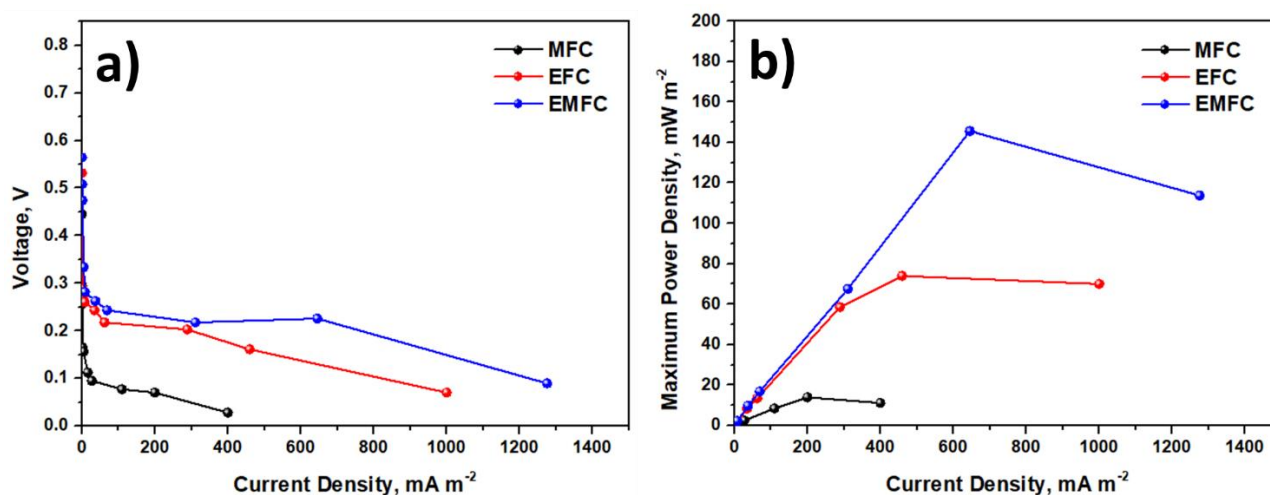 a)
MFC
EFC
EMFC
0.8
0.7
0.6
0.5
0.4
0.3
0.2
0.1
0.0
0 200 400 600 800 1000 1200 1400
Voltage, V
Current Density, mA m-2
b)
MFC
EFC
EMFC
200
180
160
140
120
100
80
60
40
20
0
0 200 400 600 800 1000 1200 1400
Maximum Power Density, mW m-2
Current Density, mA m-2